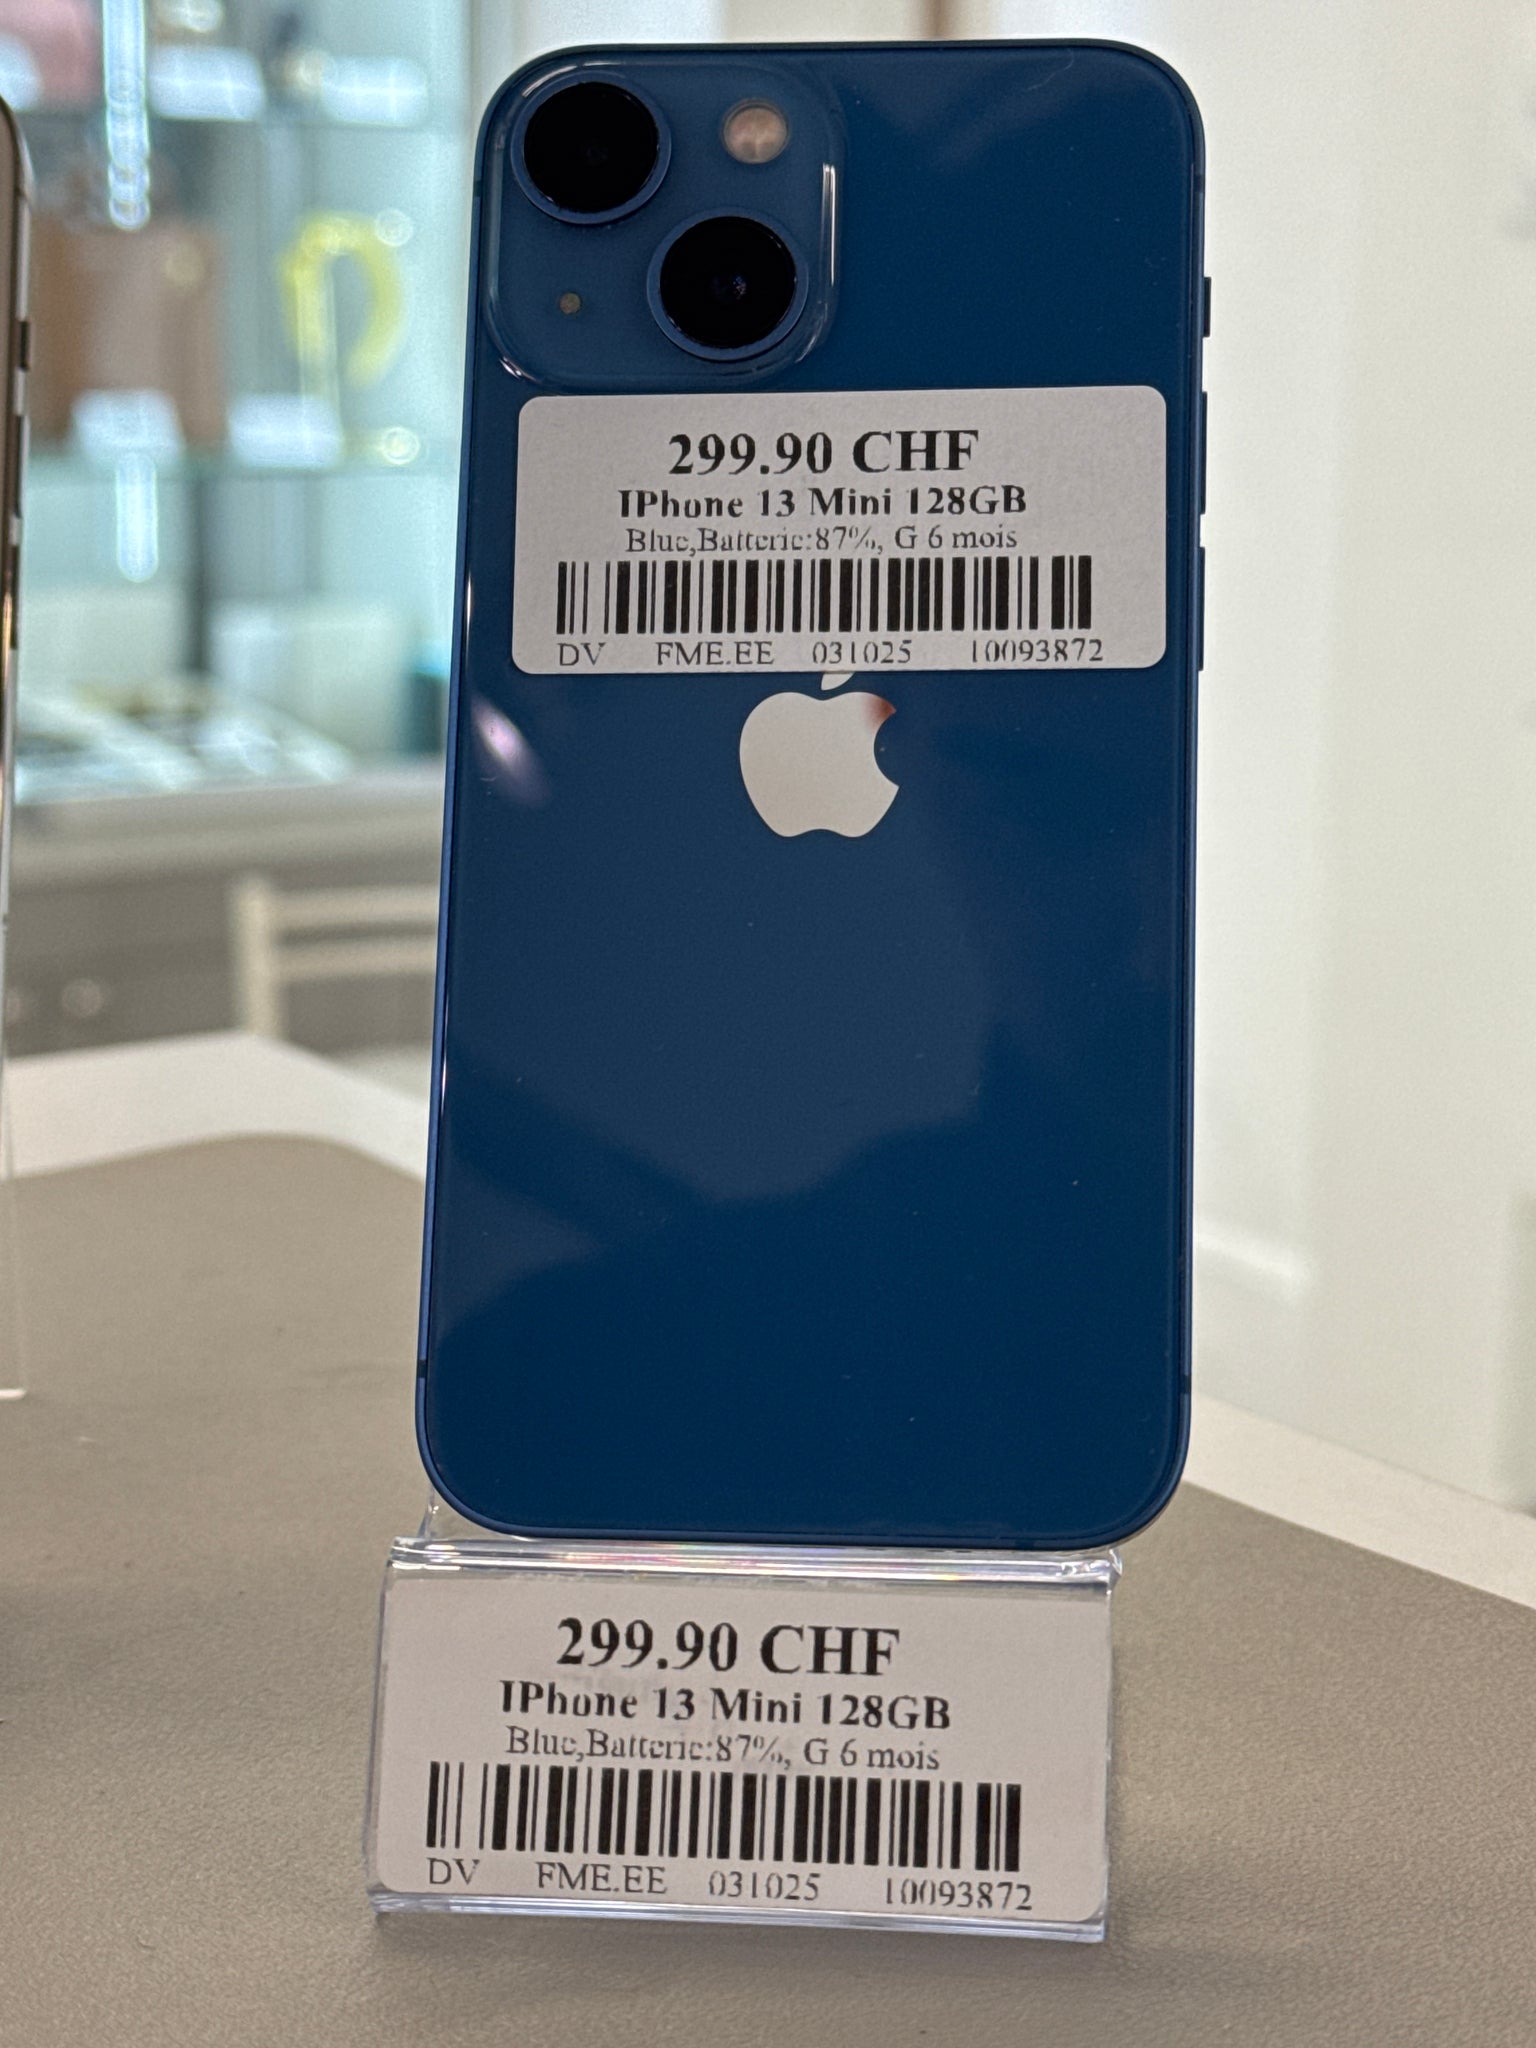 299.90 CHF
IPhone 13 Mini 128GB
Blue,Batterie:87%, G 6 mois
DV FME.EE 031025 10093872
299.90 CHF
IPhone 13 Mini 128GB
Blue,Batterie:87%, G 6 mois
DV FME.EE 031025 10093872